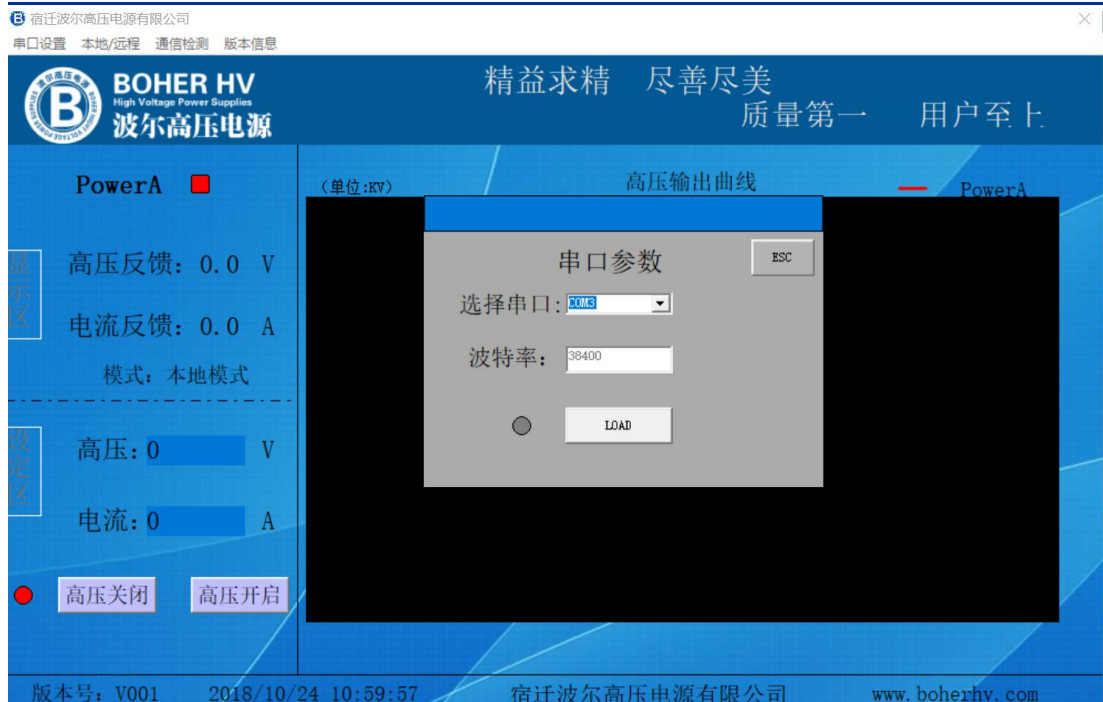 宿迁波尔高压电源有限公司
串口设置 本地/远程 通信检测 版本信息
BOHER HV
High Voltage Power Supplies
波尔高压电源
精益求精 尽善尽美
质量第一 用户至上
PowerA
(单位:KV)
高压输出曲线
PowerA
显示区
高压反馈: 0.0 V
电流反馈: 0.0 A
模式: 本地模式
设定区
高压: 0 V
电流: 0 A
高压关闭
高压开启
串口参数
ESC
选择串口: COM3
波特率: 38400
LOAD
版本号: V001
2018/10/24 10:59:57
宿迁波尔高压电源有限公司
www.boherhv.com